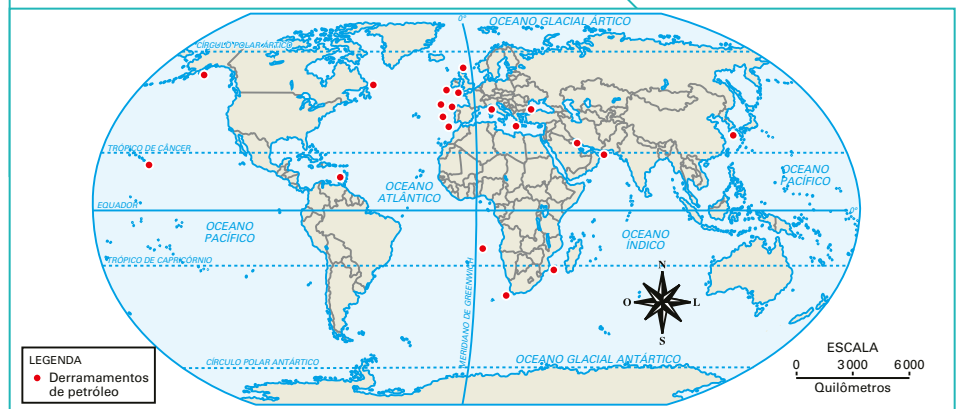 0°
OCEANO GLACIAL ÁRTICO
CÍRCULO POLAR ÁRTICO
TRÓPICO DE CÂNCER
OCEANO
ATLÂNTICO
OCEANO
PACÍFICO
EQUADOR
0°
OCEANO
PACÍFICO
OCEANO
ÍNDICO
TRÓPICO DE CAPRICÓRNIO
MERIDIANO DE GREENWICH
N
O
L
S
CÍRCULO POLAR ANTÁRTICO
OCEANO GLACIAL ANTÁRTICO
LEGENDA
Derramamentos
de petróleo
ESCALA
0 3 000 6 000
Quilômetros